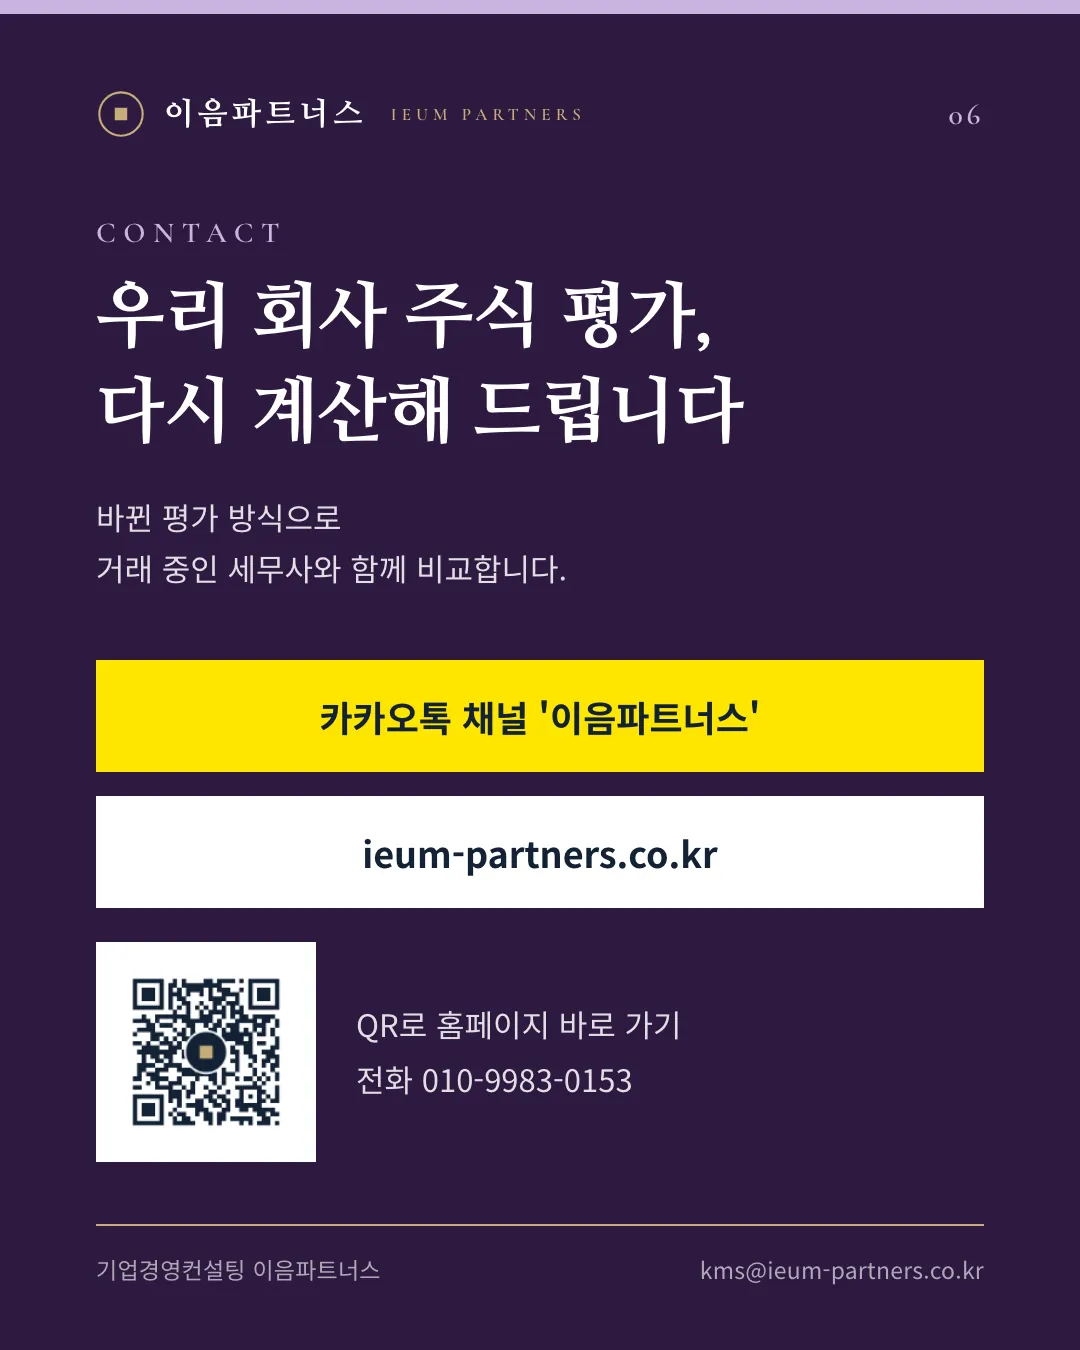 이음파트너스 IEUM PARTNERS 06
CONTACT
우리 회사 주식 평가,
다시 계산해 드립니다
바뀐 평가 방식으로
거래 중인 세무사와 함께 비교합니다.
카카오톡 채널 '이음파트너스'
ieum-partners.co.kr
QR로 홈페이지 바로 가기
전화 010-9983-0153
기업경영컨설팅 이음파트너스 kms@ieum-partners.co.kr